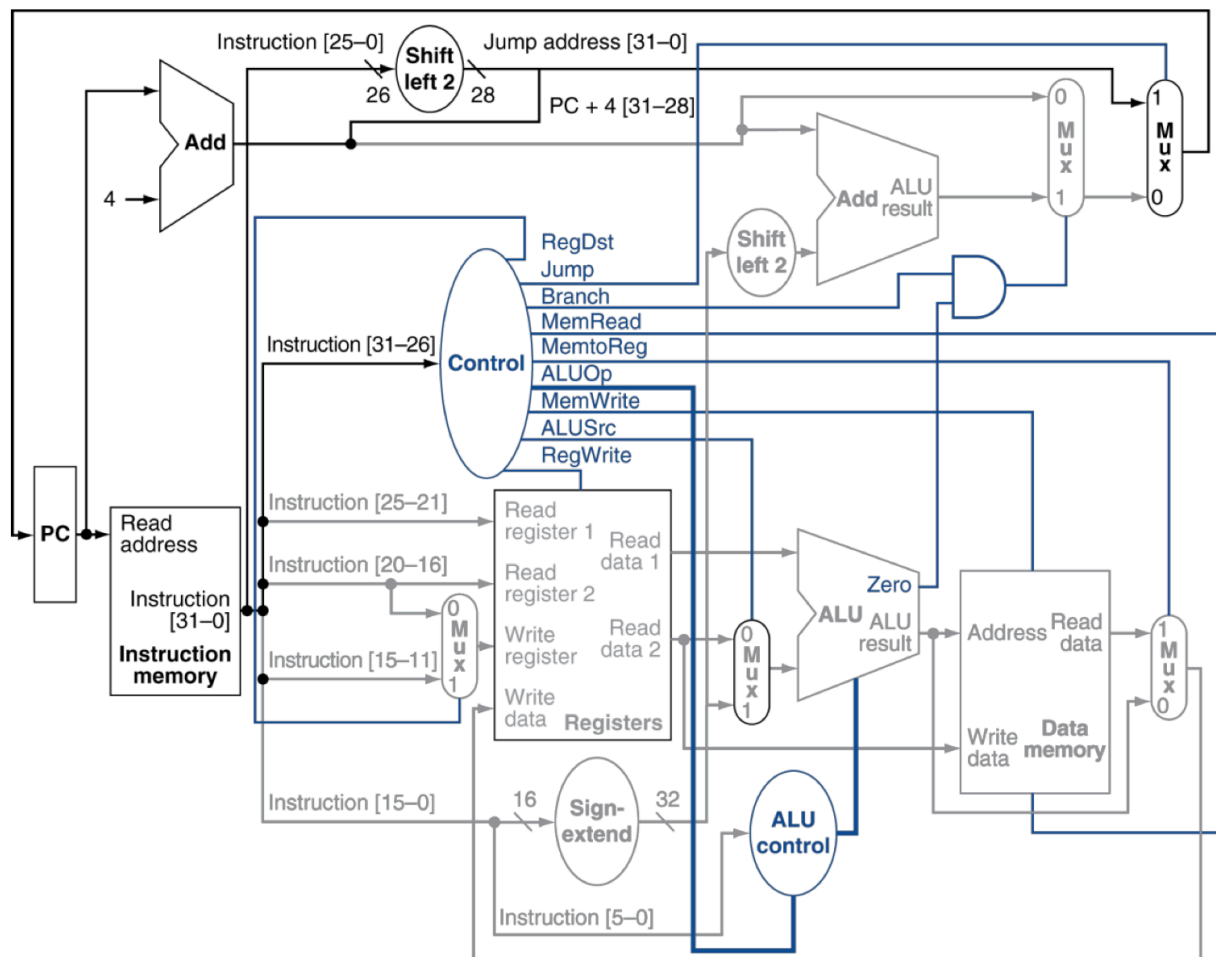 Instruction [25–0]
Shift
left 2
Jump address [31–0]
26
28
PC + 4 [31–28]
Add
4
0
M
u
x
1
1
M
u
x
0
Add
ALU
result
Shift
left 2
RegDst
Jump
Branch
MemRead
MemtoReg
ALUOp
MemWrite
ALUSrc
RegWrite
Instruction [31–26]
Control
PC
Read
address
Instruction
[31–0]
Instruction
memory
Instruction [25–21]
Instruction [20–16]
Instruction [15–11]
0
M
u
x
1
Read
register 1
Read
data 1
Read
register 2
Write
register
Read
data 2
Write
data
Registers
0
M
u
x
1
Zero
ALU
ALU
result
Address
Read
data
Write
data
Data
memory
1
M
u
x
0
Instruction [15–0]
16
Sign-
extend
32
ALU
control
Instruction [5–0]